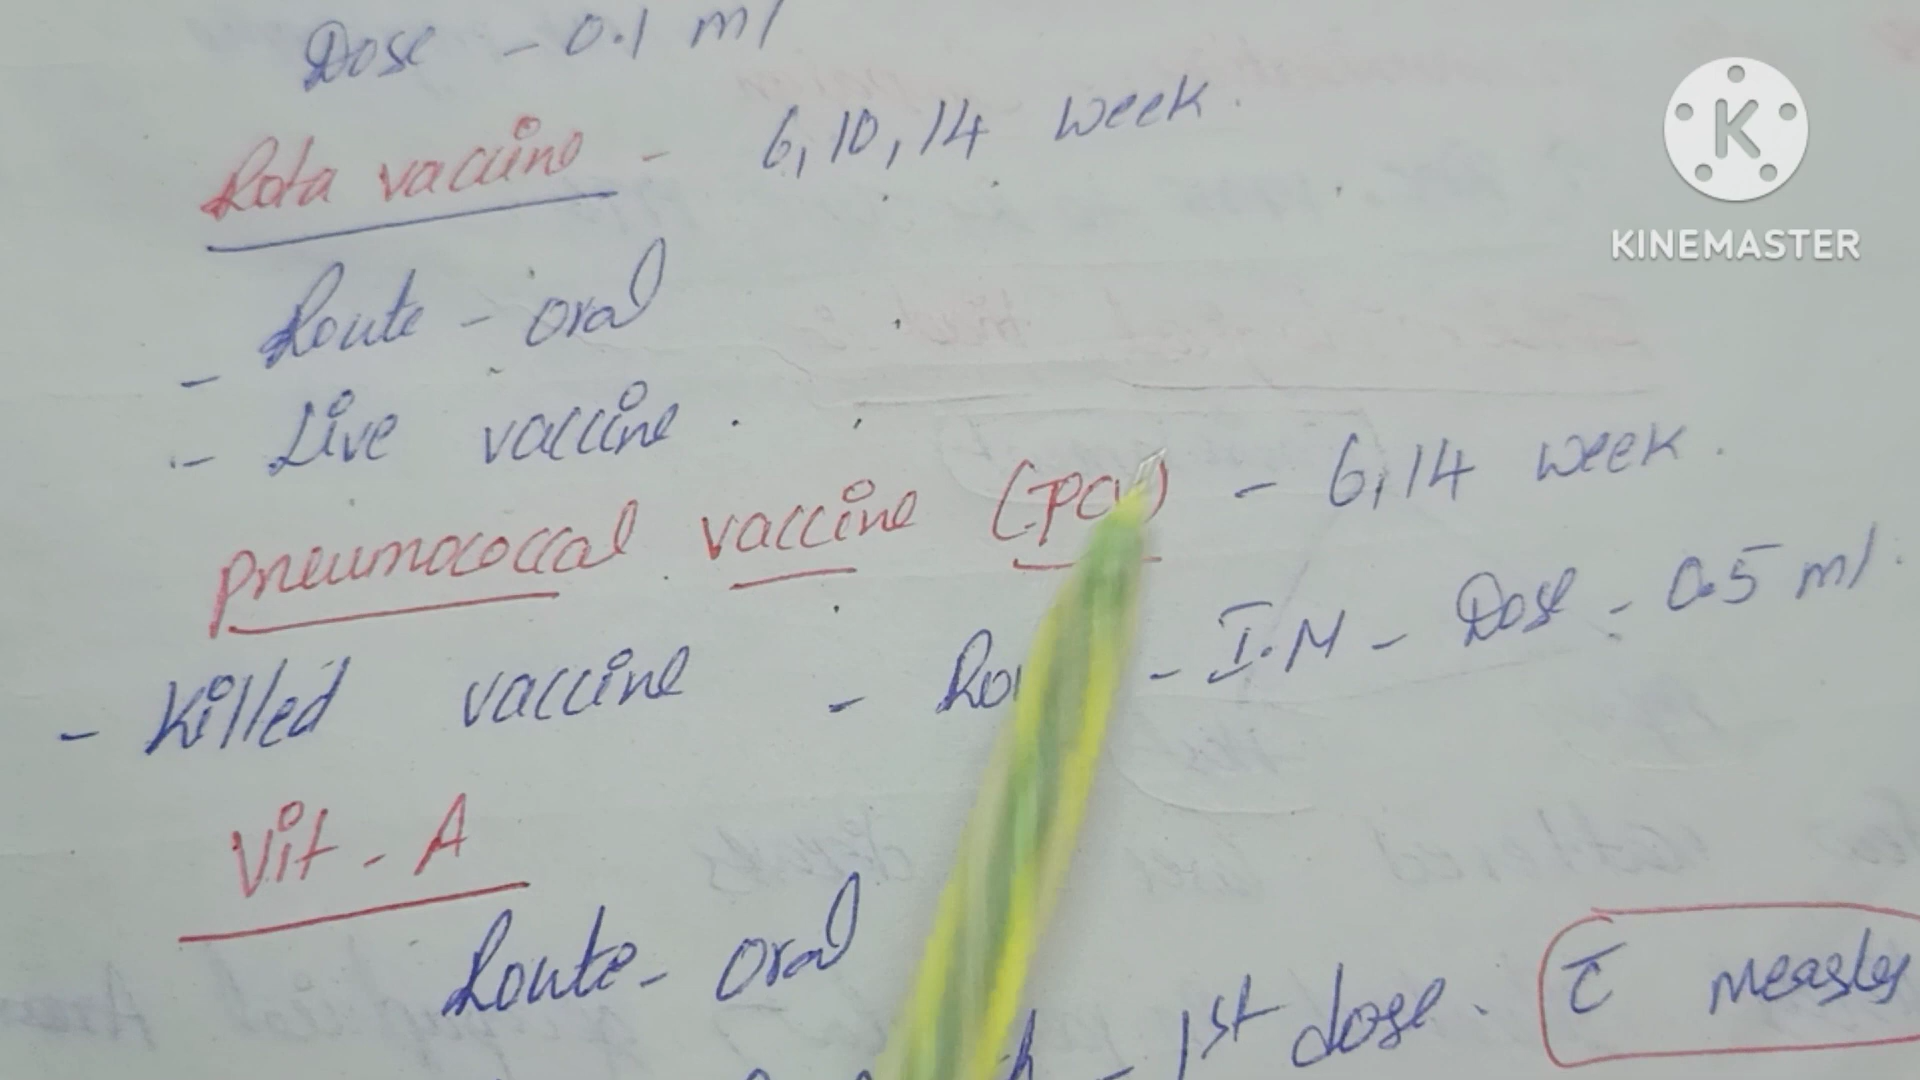 Dose - 0.1 ml
Rota vaccine - 6, 10, 14 week.
- Route - oral
- Live vaccine.
Pneumococcal vaccine (PCV) - 6, 14 week.
- Killed vaccine - - I.M - Dose - 0.5 ml.
Vit - A
Route - oral
- 1st dose. c̄ Measles
K
KINEMASTER